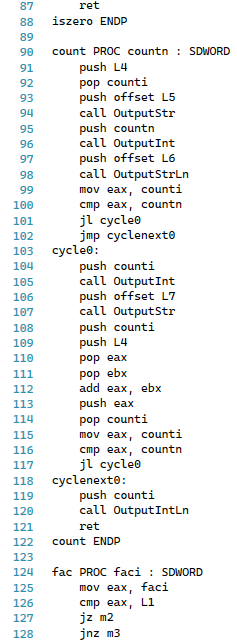 87 ret
88 iszero ENDP
89
90 count PROC countn : SDWORD
91 push L4
92 pop counti
93 push offset L5
94 call OutputStr
95 push countn
96 call OutputInt
97 push offset L6
98 call OutputStrLn
99 mov eax, counti
100 cmp eax, countn
101 jl cycle0
102 jmp cyclenext0
103 cycle0:
104 push counti
105 call OutputInt
106 push offset L7
107 call OutputStr
108 push counti
109 push L4
110 pop eax
111 pop ebx
112 add eax, ebx
113 push eax
114 pop counti
115 mov eax, counti
116 cmp eax, countn
117 jl cycle0
118 cyclenext0:
119 push counti
120 call OutputIntLn
121 ret
122 count ENDP
123
124 fac PROC faci : SDWORD
125 mov eax, faci
126 cmp eax, L1
127 jz m2
128 jnz m3